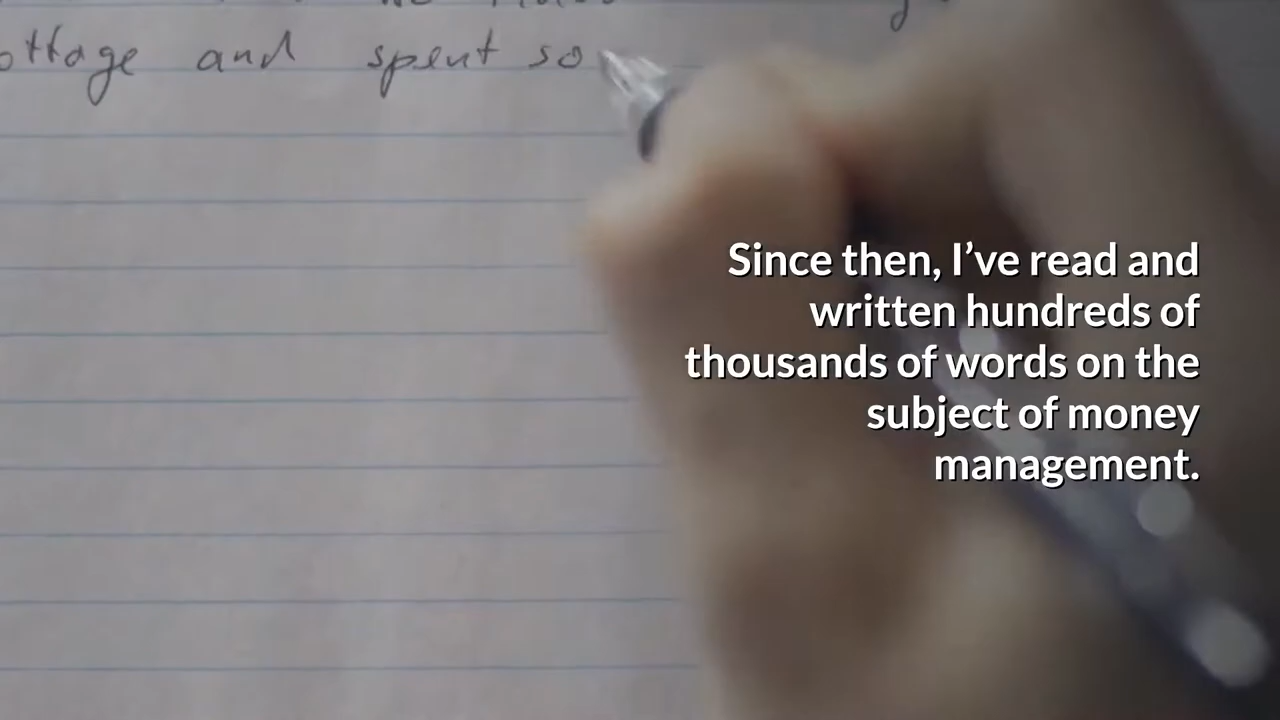 ottage and spent so
Since then, I've read and
written hundreds of
thousands of words on the
subject of money
management.